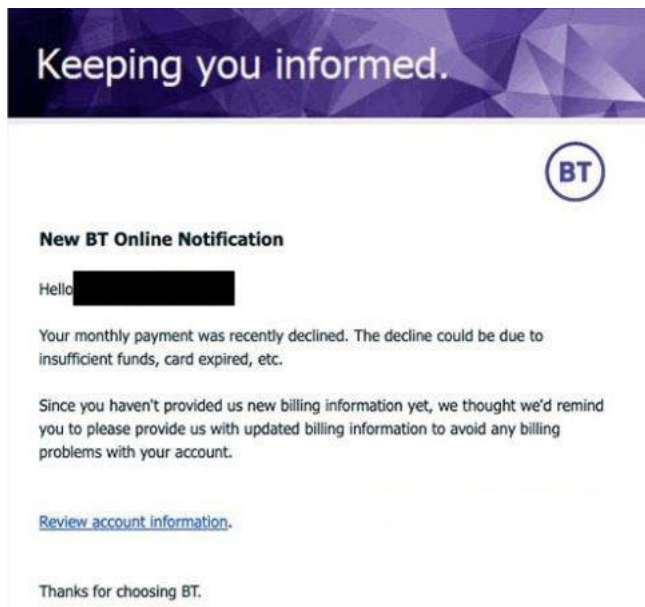 Keeping you informed.
BT
New BT Online Notification
Hello
Your monthly payment was recently declined. The decline could be due to
insufficient funds, card expired, etc.
Since you haven't provided us new billing information yet, we thought we'd remind
you to please provide us with updated billing information to avoid any billing
problems with your account.
Review account information.
Thanks for choosing BT.